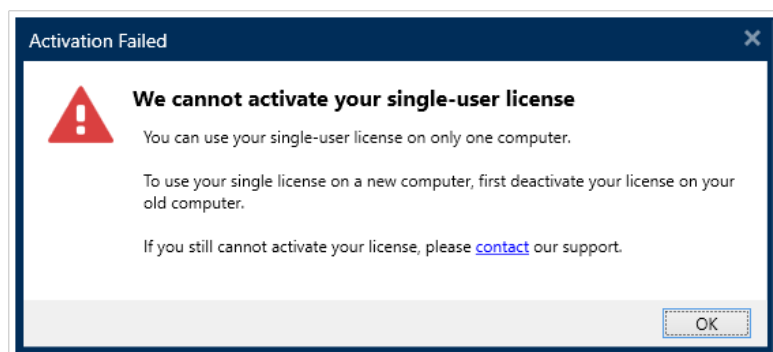 Activation Failed
We cannot activate your single-user license
You can use your single-user license on only one computer.
To use your single license on a new computer, first deactivate your license on your
old computer.
If you still cannot activate your license, please contact our support.
OK